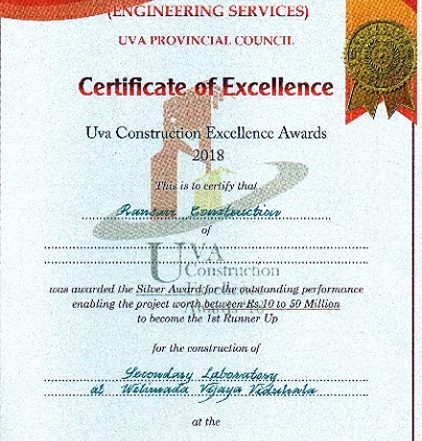 (ENGINEERING SERVICES)
UVA PROVINCIAL COUNCIL
Certificate of Excellence
Uva Construction Excellence Awards
2018
This is to certify that
Ransari Construction
of
UVA
Construction
was awarded the Silver Award for the outstanding performance
enabling the project worth between Rs.10 to 50 Million
to become the 1st Runner Up
for the construction of
Secondary Laboratory
at Welimada Vijaya Viduhala
at the